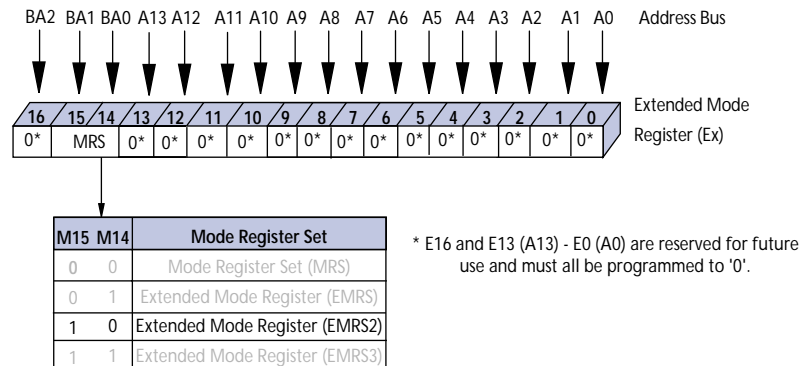 BA2 BA1 BA0 A13 A12 A11 A10 A9 A8 A7 A6 A5 A4 A3 A2 A1 A0 Address Bus
16 15 14 13 12 11 10 9 8 7 6 5 4 3 2 1 0 Extended Mode
0* MRS 0* 0* 0* 0* 0* 0* 0* 0* 0* 0* 0* 0* 0* 0* Register (Ex)
M15 M14 Mode Register Set
0 0 Mode Register Set (MRS)
0 1 Extended Mode Register (EMRS)
1 0 Extended Mode Register (EMRS2)
1 1 Extended Mode Register (EMRS3)
* E16 and E13 (A13) - E0 (A0) are reserved for future
use and must all be programmed to '0'.